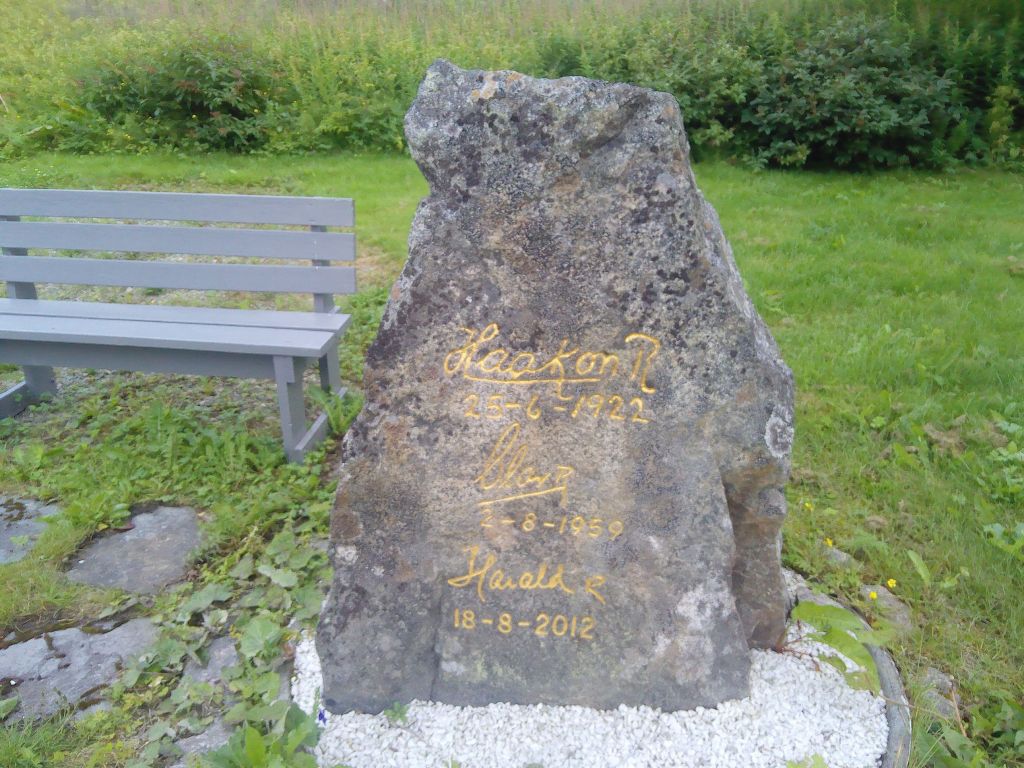 Haakon R
25-6-1922
Olav R
2-8-1959
Harald R
18-8-2012